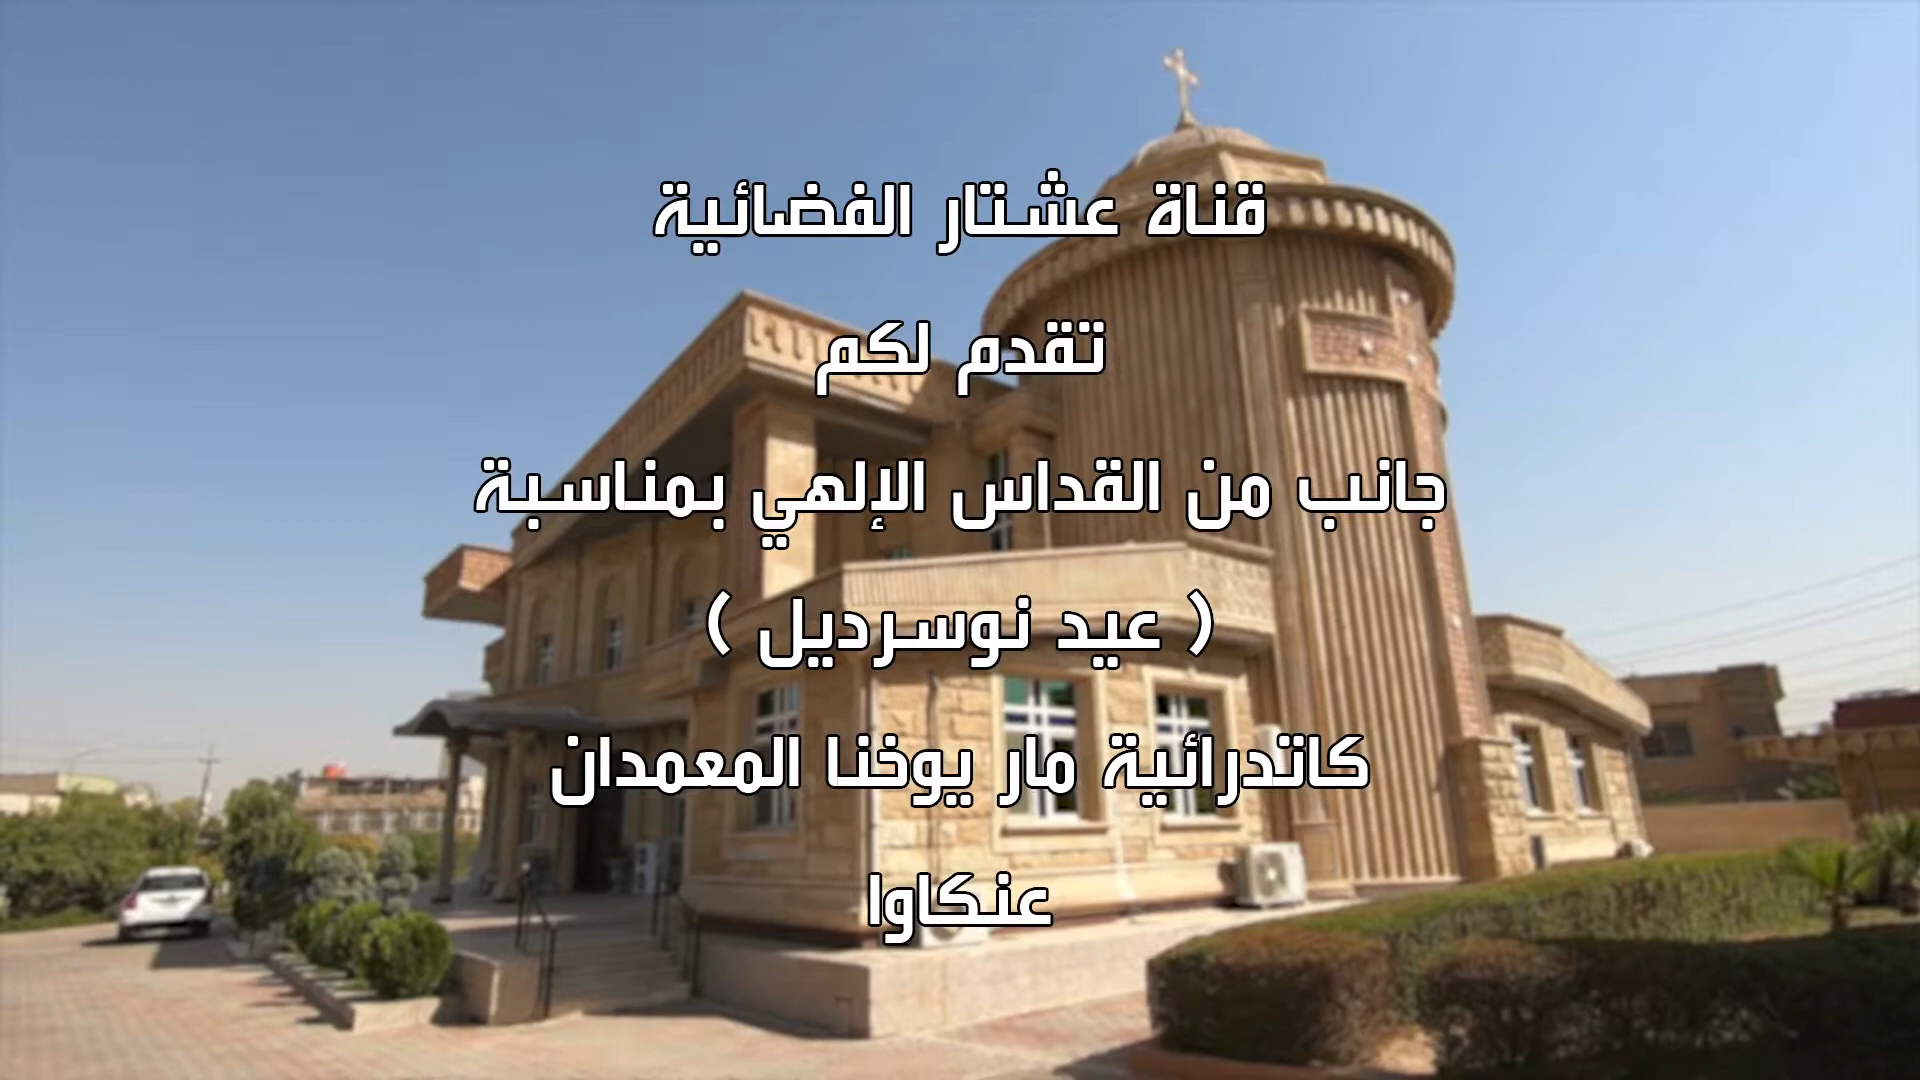 قناة عشتار الفضائية
تقدم لكم
جانب من القداس الإلهي بمناسبة
( عيد نوسرديل )
كاتدرائية مار يوخنا المعمدان
عنكاوا